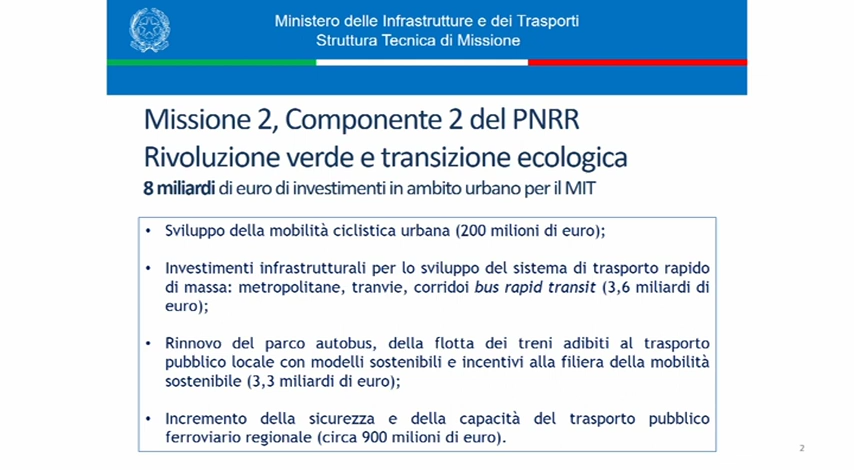 Ministero delle Infrastrutture e dei Trasporti
Struttura Tecnica di Missione
Missione 2, Componente 2 del PNRR
Rivoluzione verde e transizione ecologica
8 miliardi di euro di investimenti in ambito urbano per il MIT
• Sviluppo della mobilità ciclistica urbana (200 milioni di euro);
• Investimenti infrastrutturali per lo sviluppo del sistema di trasporto rapido
di massa: metropolitane, tranvie, corridoi bus rapid transit (3,6 miliardi di
euro);
• Rinnovo del parco autobus, della flotta dei treni adibiti al trasporto
pubblico locale con modelli sostenibili e incentivi alla filiera della mobilità
sostenibile (3,3 miliardi di euro);
• Incremento della sicurezza e della capacità del trasporto pubblico
ferroviario regionale (circa 900 milioni di euro).
2